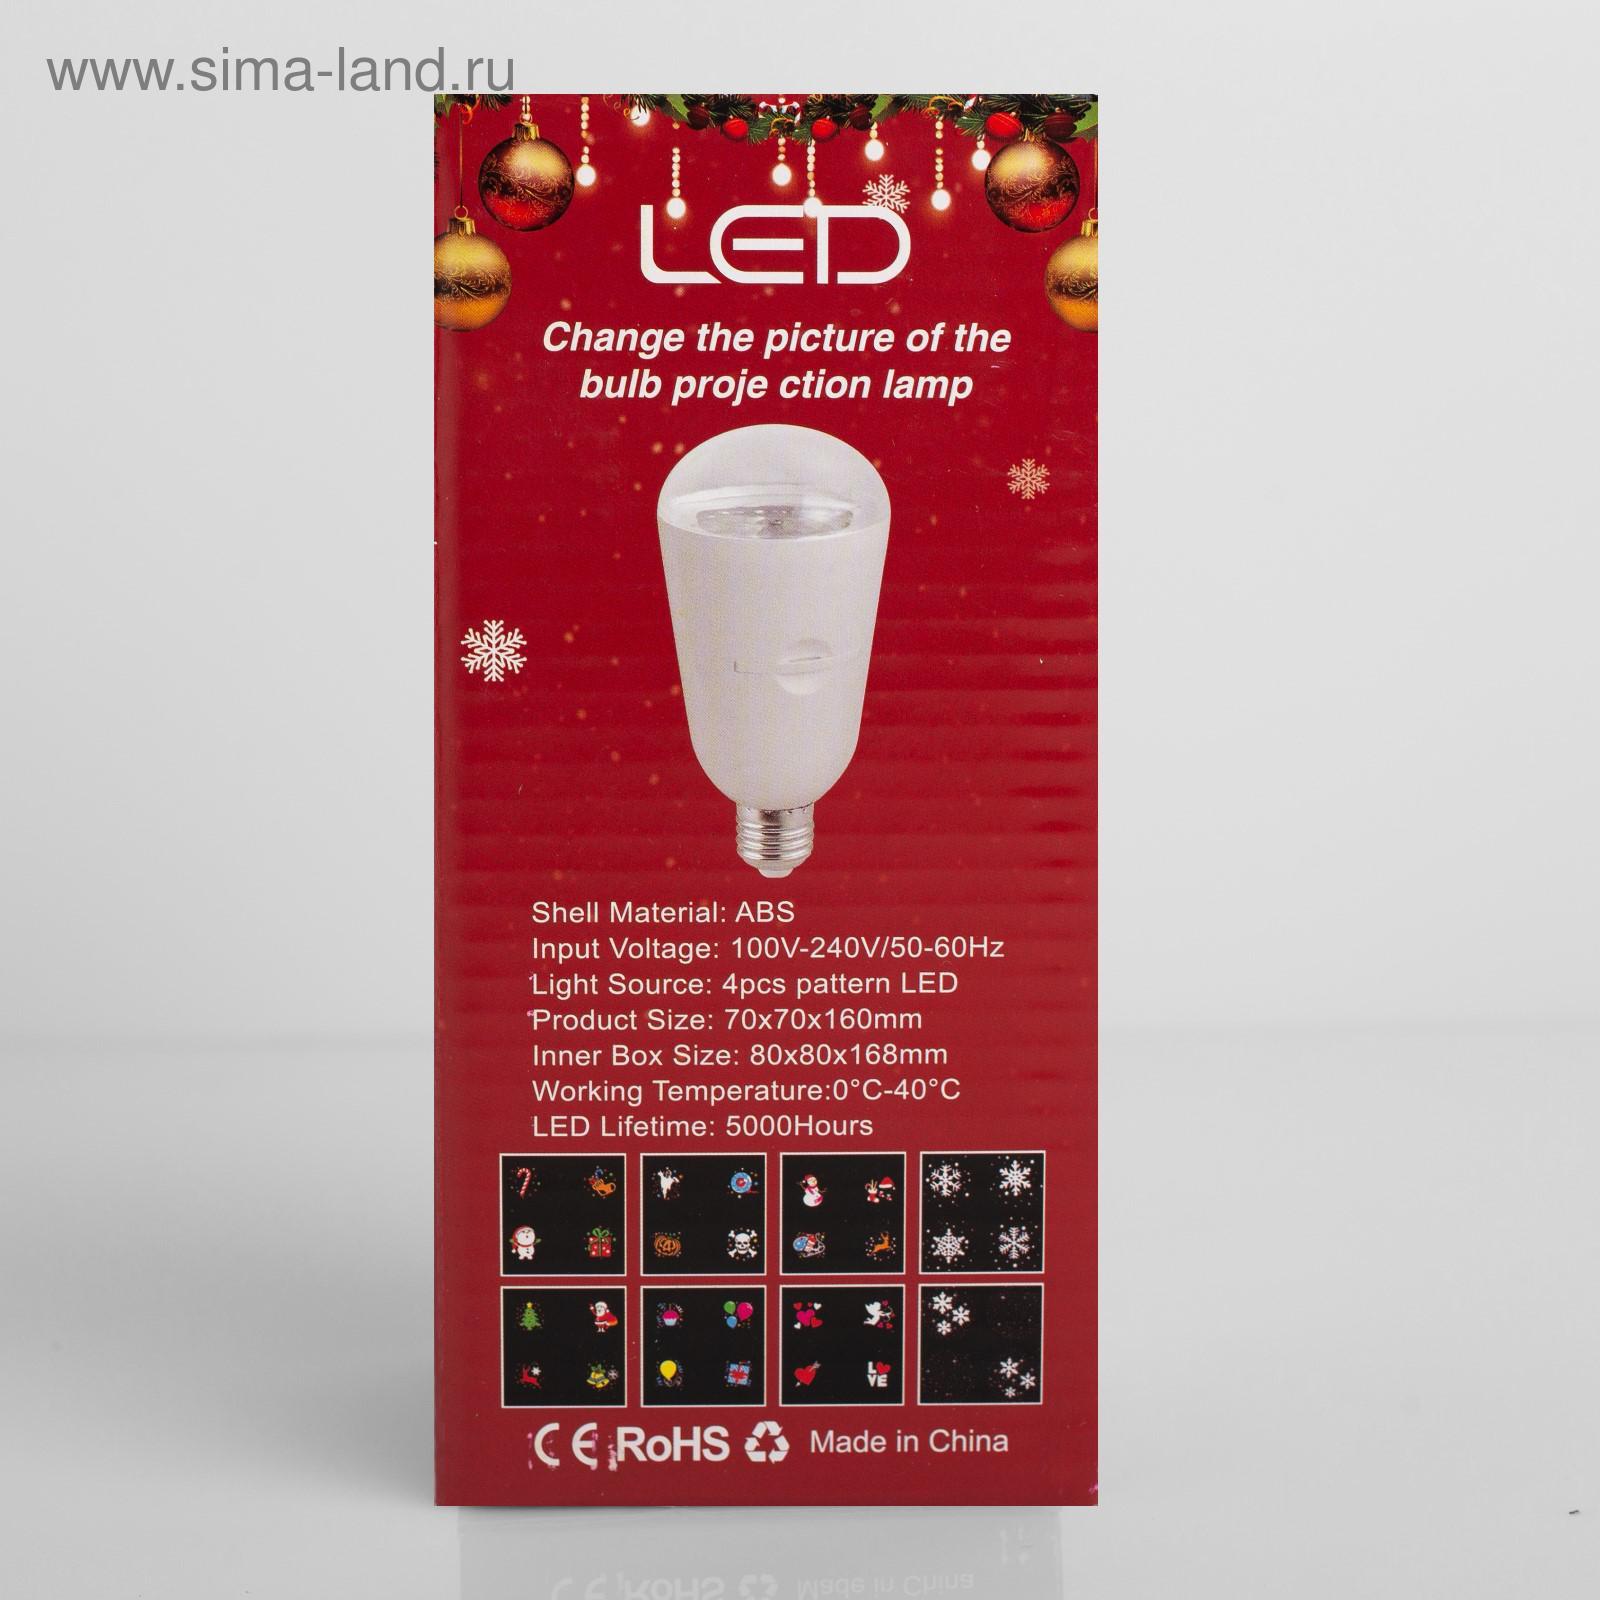 www.sima-land.ru
LED
Change the picture of the
bulb proje ction lamp
Shell Material: ABS
Input Voltage: 100V-240V/50-60Hz
Light Source: 4pcs pattern LED
Product Size: 70x70x160mm
Inner Box Size: 80x80x168mm
Working Temperature:0°C-40°C
LED Lifetime: 5000Hours
LOVE
CE RoHS Made in China